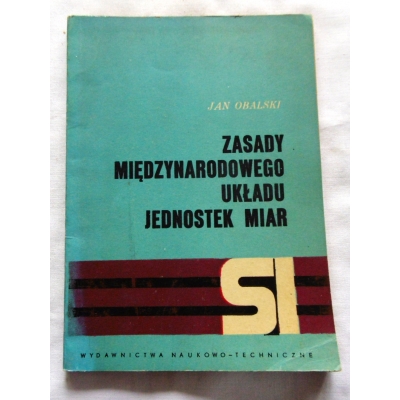 JAN OBALSKI
ZASADY
MIĘDZYNARODOWEGO
UKŁADU
JEDNOSTEK MIAR
SI
WYDAWNICTWA NAUKOWO-TECHNICZNE